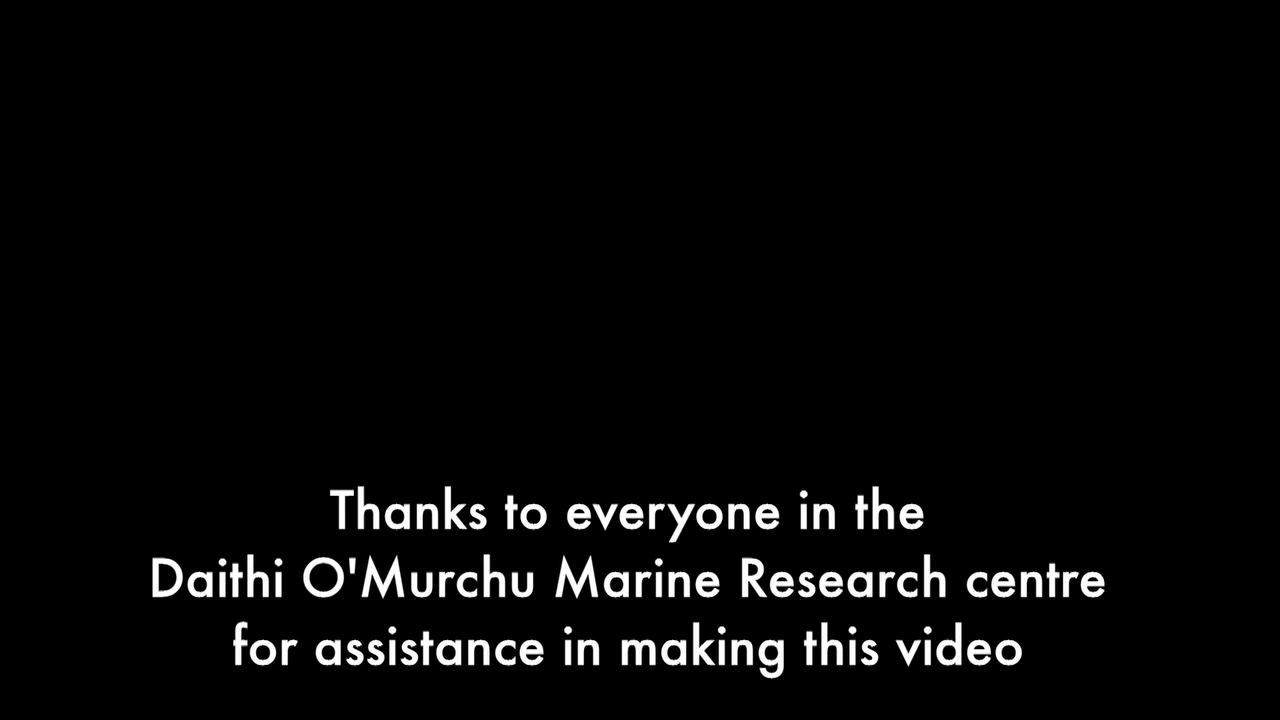 Thanks to everyone in the
Daithi O'Murchu Marine Research centre
for assistance in making this video